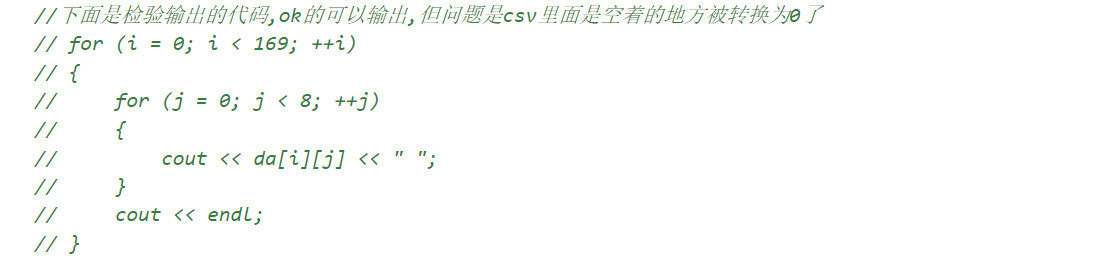 //下面是检验输出的代码,ok的可以输出,但问题是csv里面是空着的地方被转换为0了
// for (i = 0; i < 169; ++i)
// {
//     for (j = 0; j < 8; ++j)
//     {
//         cout << da[i][j] << " ";
//     }
//     cout << endl;
// }